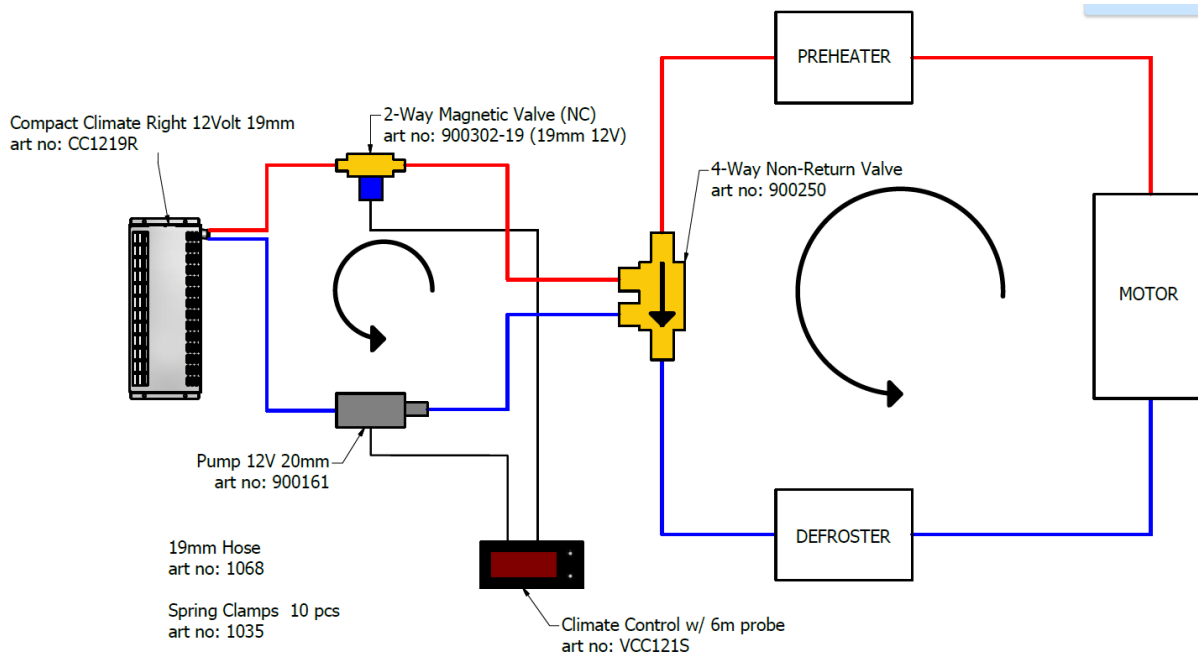 PREHEATER
Compact Climate Right 12Volt 19mm
art no: CC1219R
2-Way Magnetic Valve (NC)
art no: 900302-19 (19mm 12V)
4-Way Non-Return Valve
art no: 900250
MOTOR
Pump 12V 20mm
art no: 900161
DEFROSTER
19mm Hose
art no: 1068
Spring Clamps  10 pcs
art no: 1035
Climate Control w/ 6m probe
art no: VCC121S